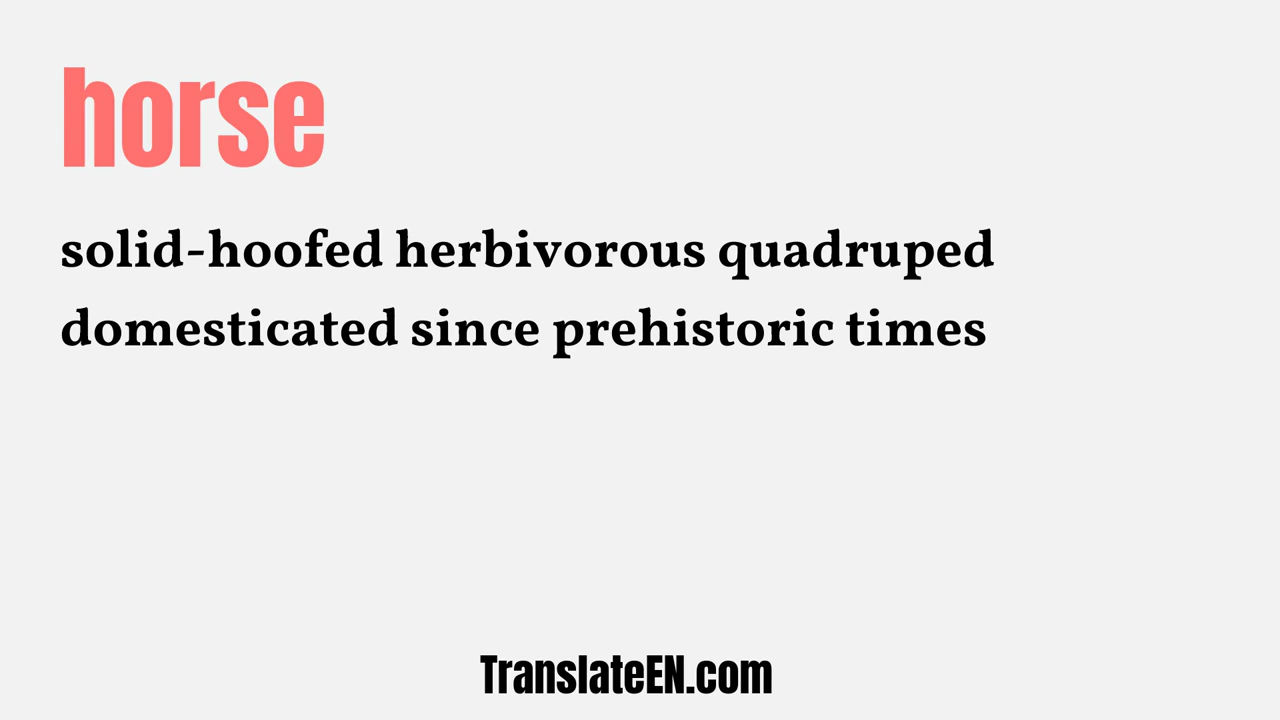 horse
solid-hoofed herbivorous quadruped
domesticated since prehistoric times
TranslateEN.com